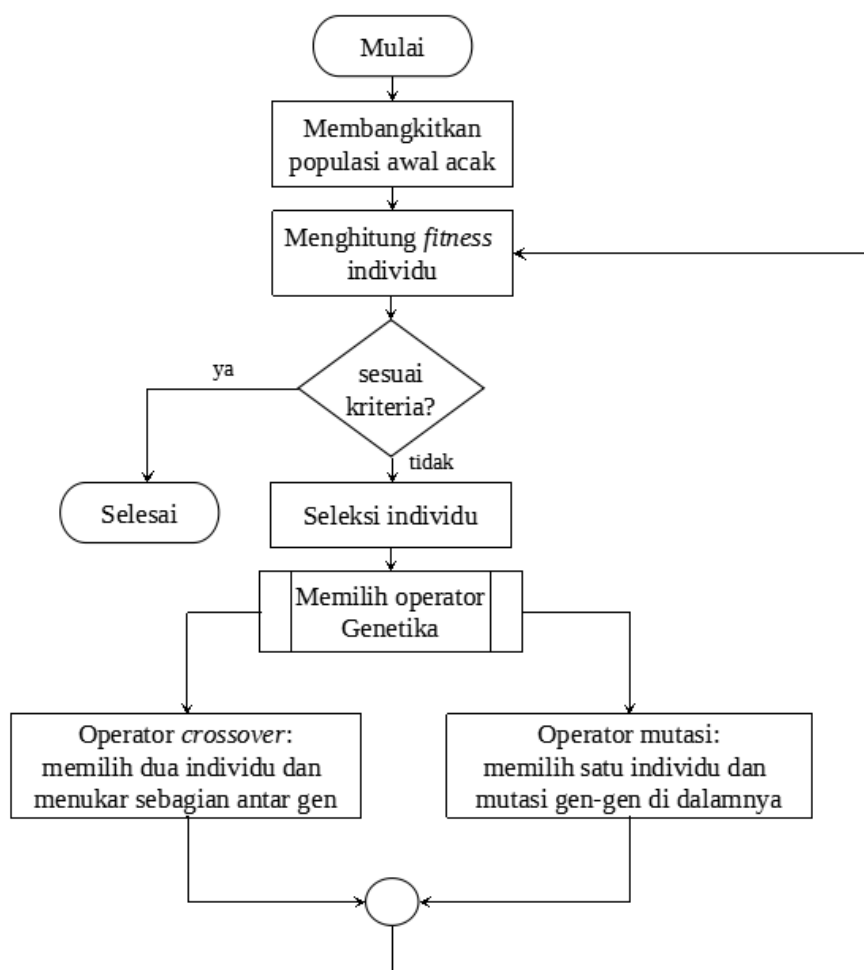 Mulai
Membangkitkan
populasi awal acak
Menghitung fitness
individu
sesuai
kriteria?
ya
tidak
Selesai
Seleksi individu
Memilih operator
Genetika
Operator crossover:
memilih dua individu dan
menukar sebagian antar gen
Operator mutasi:
memilih satu individu dan
mutasi gen-gen di dalamnya